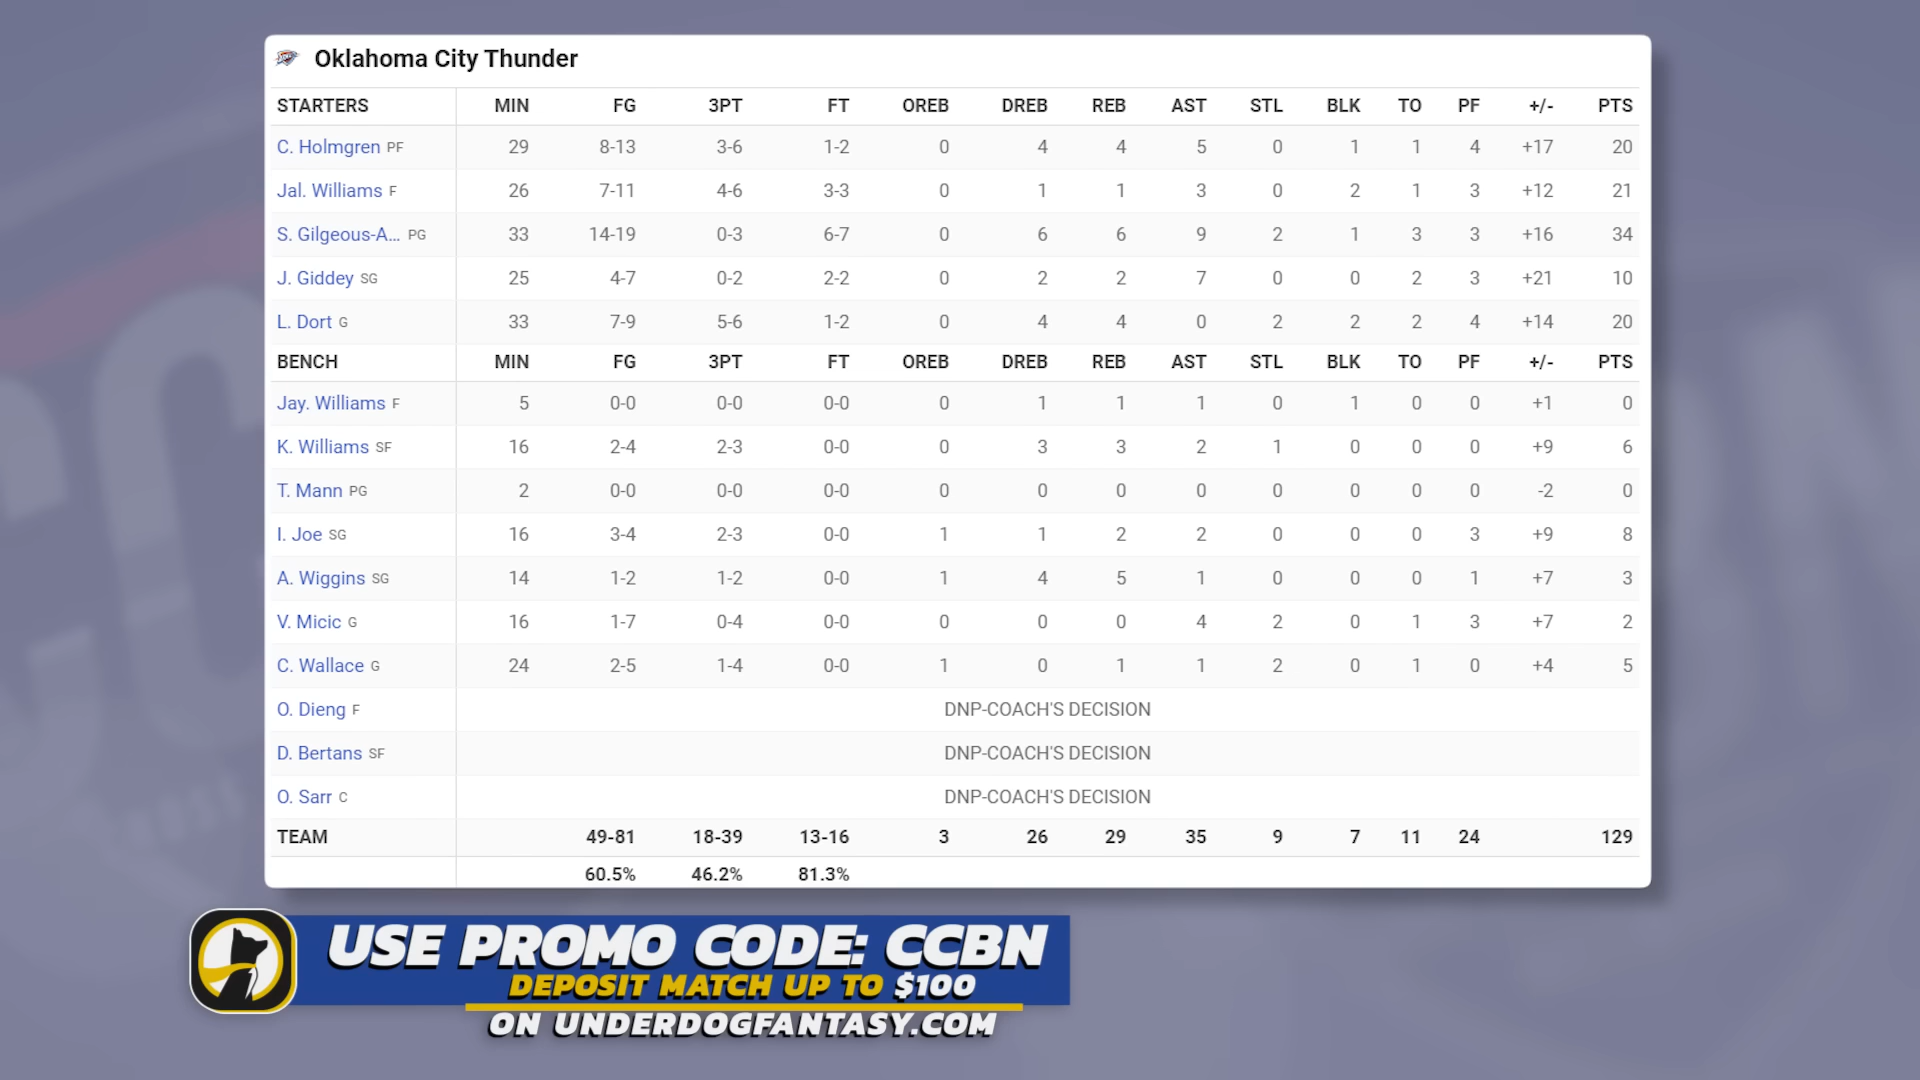 Oklahoma City Thunder
STARTERS MIN FG 3PT FT OREB DREB REB AST STL BLK TO PF +/- PTS
C. Holmgren PF 29 8-13 3-6 1-2 0 4 4 5 0 1 1 4 +17 20
Jal. Williams F 26 7-11 4-6 3-3 0 1 1 3 0 2 1 3 +12 21
S. Gilgeous-A... PG 33 14-19 0-3 6-7 0 6 6 9 2 1 3 3 +16 34
J. Giddey SG 25 4-7 0-2 2-2 0 2 2 7 0 0 2 3 +21 10
L. Dort G 33 7-9 5-6 1-2 0 4 4 0 2 2 2 4 +14 20
BENCH MIN FG 3PT FT OREB DREB REB AST STL BLK TO PF +/- PTS
Jay. Williams F 5 0-0 0-0 0-0 0 1 1 1 0 1 0 0 +1 0
K. Williams SF 16 2-4 2-3 0-0 0 3 3 2 1 0 0 0 +9 6
T. Mann PG 2 0-0 0-0 0-0 0 0 0 0 0 0 0 0 -2 0
I. Joe SG 16 3-4 2-3 0-0 1 1 2 2 0 0 0 3 +9 8
A. Wiggins SG 14 1-2 1-2 0-0 1 4 5 1 0 0 0 1 +7 3
V. Micic G 16 1-7 0-4 0-0 0 0 0 4 2 0 1 3 +7 2
C. Wallace G 24 2-5 1-4 0-0 1 0 1 1 2 0 1 0 +4 5
O. Dieng F DNP-COACH'S DECISION
D. Bertans SF DNP-COACH'S DECISION
O. Sarr C DNP-COACH'S DECISION
TEAM 49-81 18-39 13-16 3 26 29 35 9 7 11 24 129
60.5% 46.2% 81.3%
USE PROMO CODE: CCBN
DEPOSIT MATCH UP TO $100
ON UNDERDOGFANTASY.COM